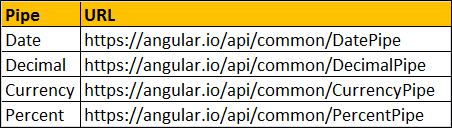 Pipe URL
Date https://angular.io/api/common/DatePipe
Decimal https://angular.io/api/common/DecimalPipe
Currency https://angular.io/api/common/CurrencyPipe
Percent https://angular.io/api/common/PercentPipe